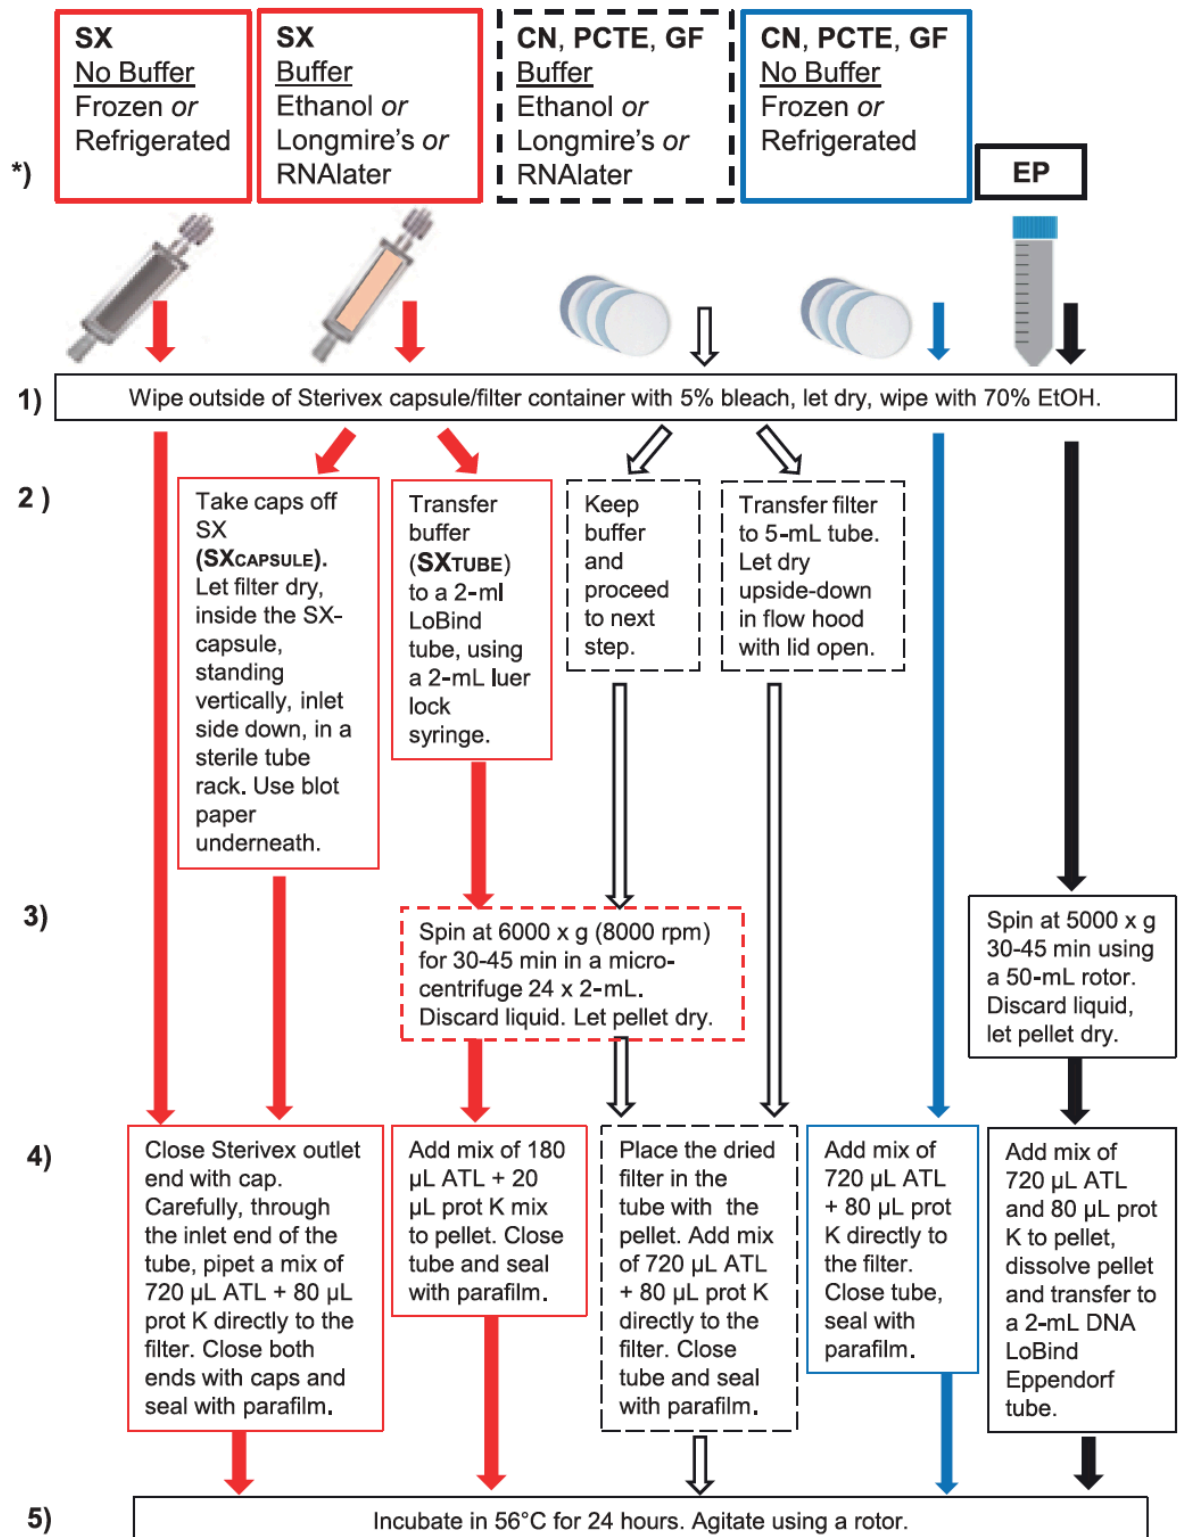 SX
No Buffer
Frozen or
Refrigerated
SX
Buffer
Ethanol or
Longmire's or
RNAlater
CN, PCTE, GF
Buffer
Ethanol or
Longmire's or
RNAlater
CN, PCTE, GF
No Buffer
Frozen or
Refrigerated
*)
EP
1)
Wipe outside of Sterivex capsule/filter container with 5% bleach, let dry, wipe with 70% EtOH.
2 )
Take caps off
SX
(SXCAPSULE).
Let filter dry,
inside the SX-
capsule,
standing
vertically, inlet
side down, in a
sterile tube
rack. Use blot
paper
underneath.
Transfer
buffer
(SXTUBE)
to a 2-ml
LoBind
tube, using
a 2-mL luer
lock
syringe.
Keep
buffer
and
proceed
to next
step.
Transfer filter
to 5-mL tube.
Let dry
upside-down
in flow hood
with lid open.
3)
Spin at 6000 x g (8000 rpm)
for 30-45 min in a micro-
centrifuge 24 x 2-mL.
Discard liquid. Let pellet dry.
Spin at 5000 x g
30-45 min using
a 50-mL rotor.
Discard liquid,
let pellet dry.
4)
Close Sterivex outlet
end with cap.
Carefully, through
the inlet end of the
tube, pipet a mix of
720 µL ATL + 80 µL
prot K directly to the
filter. Close both
ends with caps and
seal with parafilm.
Add mix of 180
µL ATL + 20
µL prot K mix
to pellet. Close
tube and seal
with parafilm.
Place the dried
filter in the
tube with the
pellet. Add mix
of 720 µL ATL
+ 80 µL prot K
directly to the
filter. Close
tube and seal
with parafilm.
Add mix of
720 µL ATL
+ 80 µL prot
K directly to
the filter.
Close tube,
seal with
parafilm.
Add mix of
720 µL ATL
and 80 µL prot
K to pellet,
dissolve pellet
and transfer to
a 2-mL DNA
LoBind
Eppendorf
tube.
5)
Incubate in 56°C for 24 hours. Agitate using a rotor.